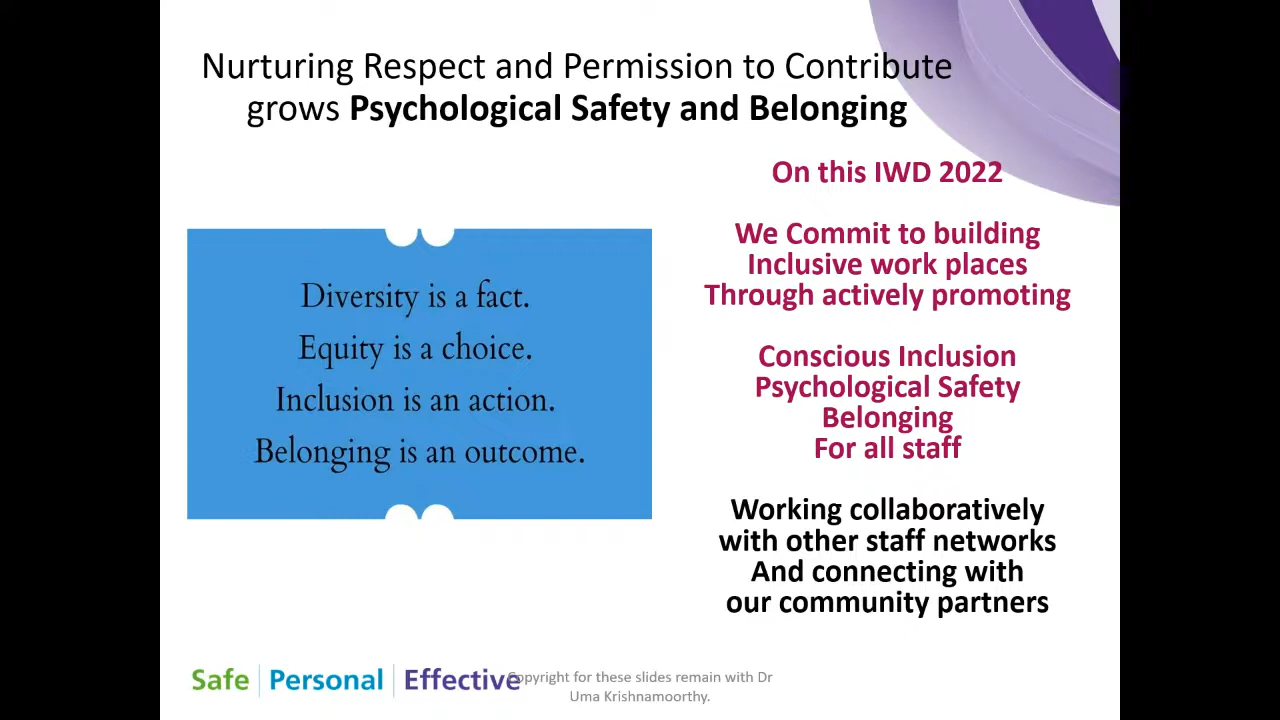 Nurturing Respect and Permission to Contribute
grows Psychological Safety and Belonging
On this IWD 2022
We Commit to building
Inclusive work places
Through actively promoting
Conscious Inclusion
Psychological Safety
Belonging
For all staff
Working collaboratively
with other staff networks
And connecting with
our community partners
Diversity is a fact.
Equity is a choice.
Inclusion is an action.
Belonging is an outcome.
Safe Personal Effective
Copyright for these slides remain with Dr
Uma Krishnamoorthy.